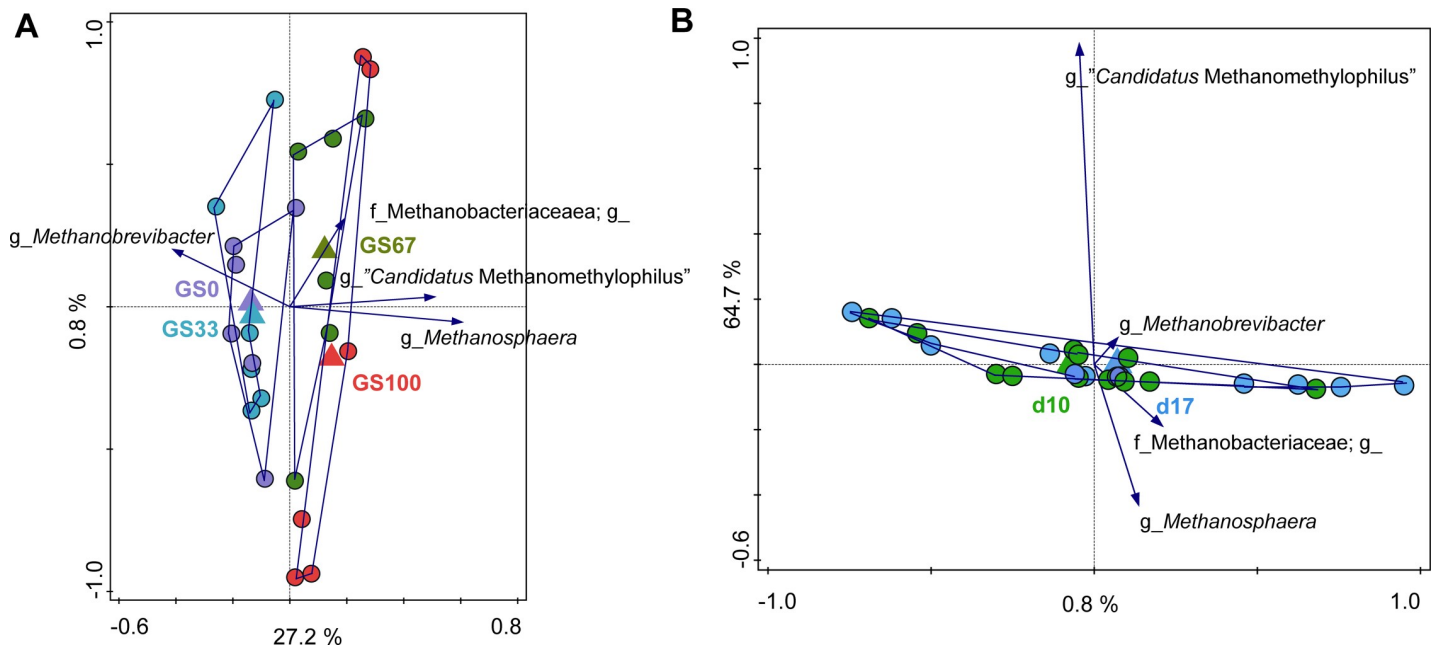 A
1.0
f_Methanobacteriaceaea; g_
g_Methanobrevibacter
GS67
g_"Candidatus Methanomethylophilus"
GS0
GS33
g_Methanosphaera
0.8 %
GS100
-1.0
-0.6
27.2 %
0.8
B
1.0
g_"Candidatus Methanomethylophilus"
64.7 %
g_Methanobrevibacter
d10
d17
f_Methanobacteriaceae; g_
g_Methanosphaera
-0.6
-1.0
0.8 %
1.0